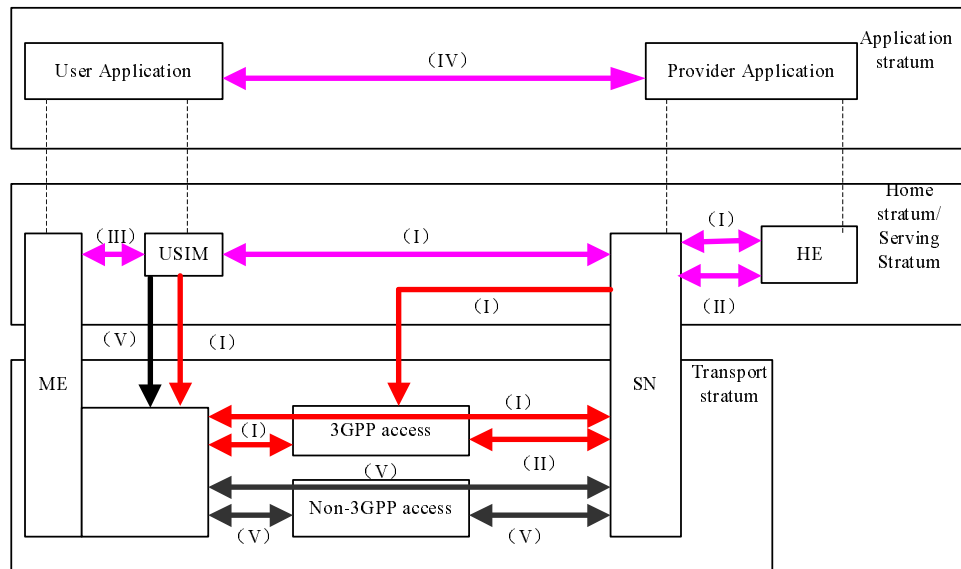 Application
stratum
User Application
（IV）
Provider Application
Home
stratum/
Serving
Stratum
（III）
（I）
（I）
USIM
HE
（II）
（I）
（V）
（I）
ME
SN
Transport
stratum
（I）
（I）
3GPP access
（II）
（V）
Non-3GPP access
（V）
（V）